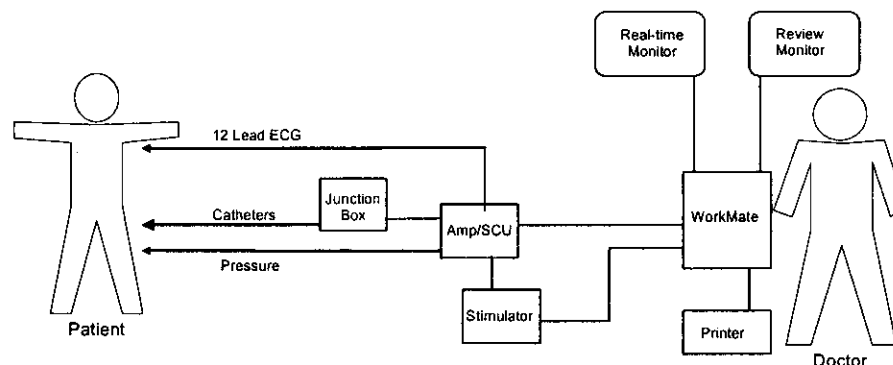 Real-time
Monitor
Review
Monitor
12 Lead ECG
Junction
Box
Catheters
Amp/SCU
WorkMate
Pressure
Stimulator
Printer
Patient
Doctor